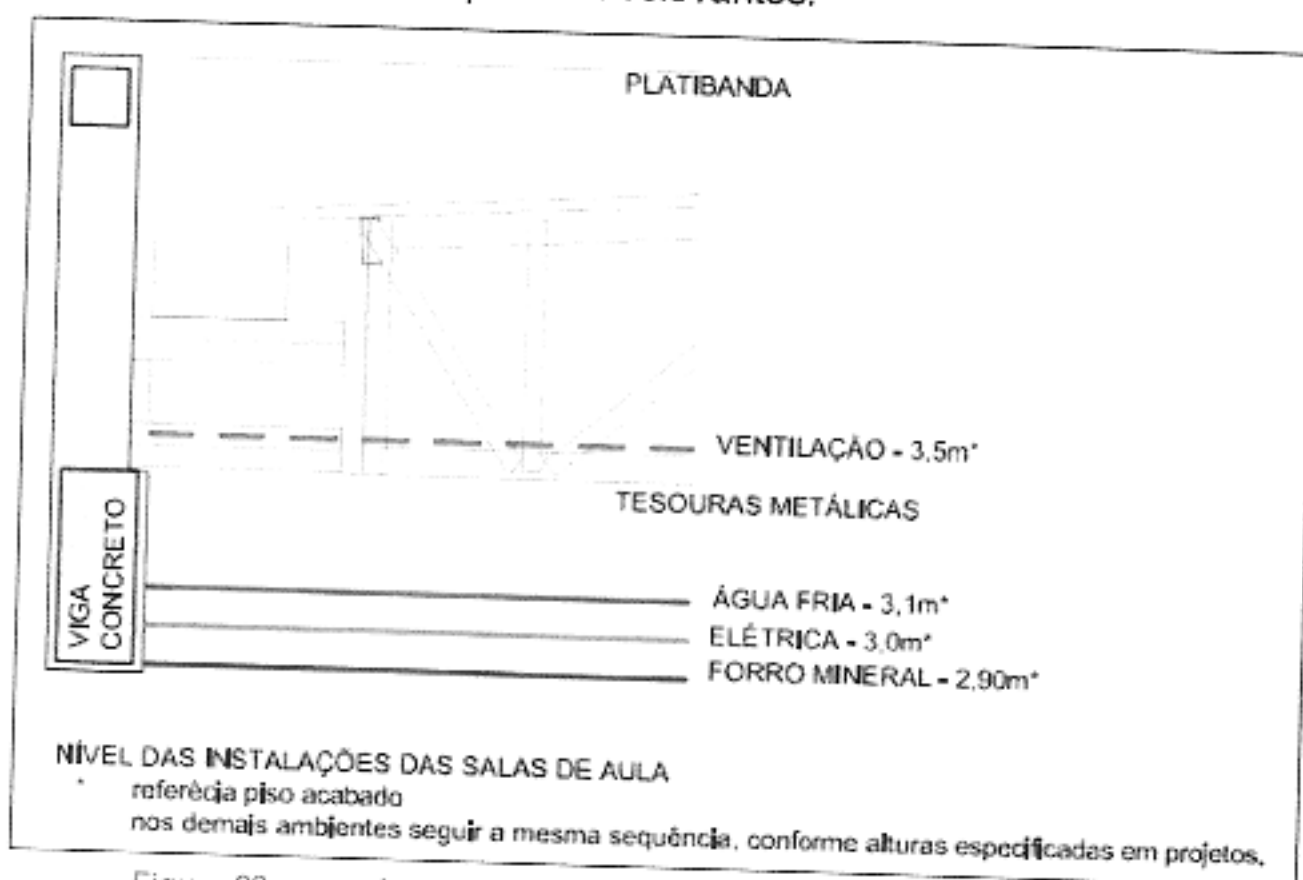 PLATIBANDA
VENTILAÇÃO - 3,5m*
TESOURAS METÁLICAS
VIGA
CONCRETO
ÁGUA FRIA - 3,1m*
ELÉTRICA - 3,0m*
FORRO MINERAL - 2,90m*
NÍVEL DAS INSTALAÇÕES DAS SALAS DE AULA
* referêcia piso acabado
nos demais ambientes seguir a mesma sequência, conforme alturas especificadas em projetos.